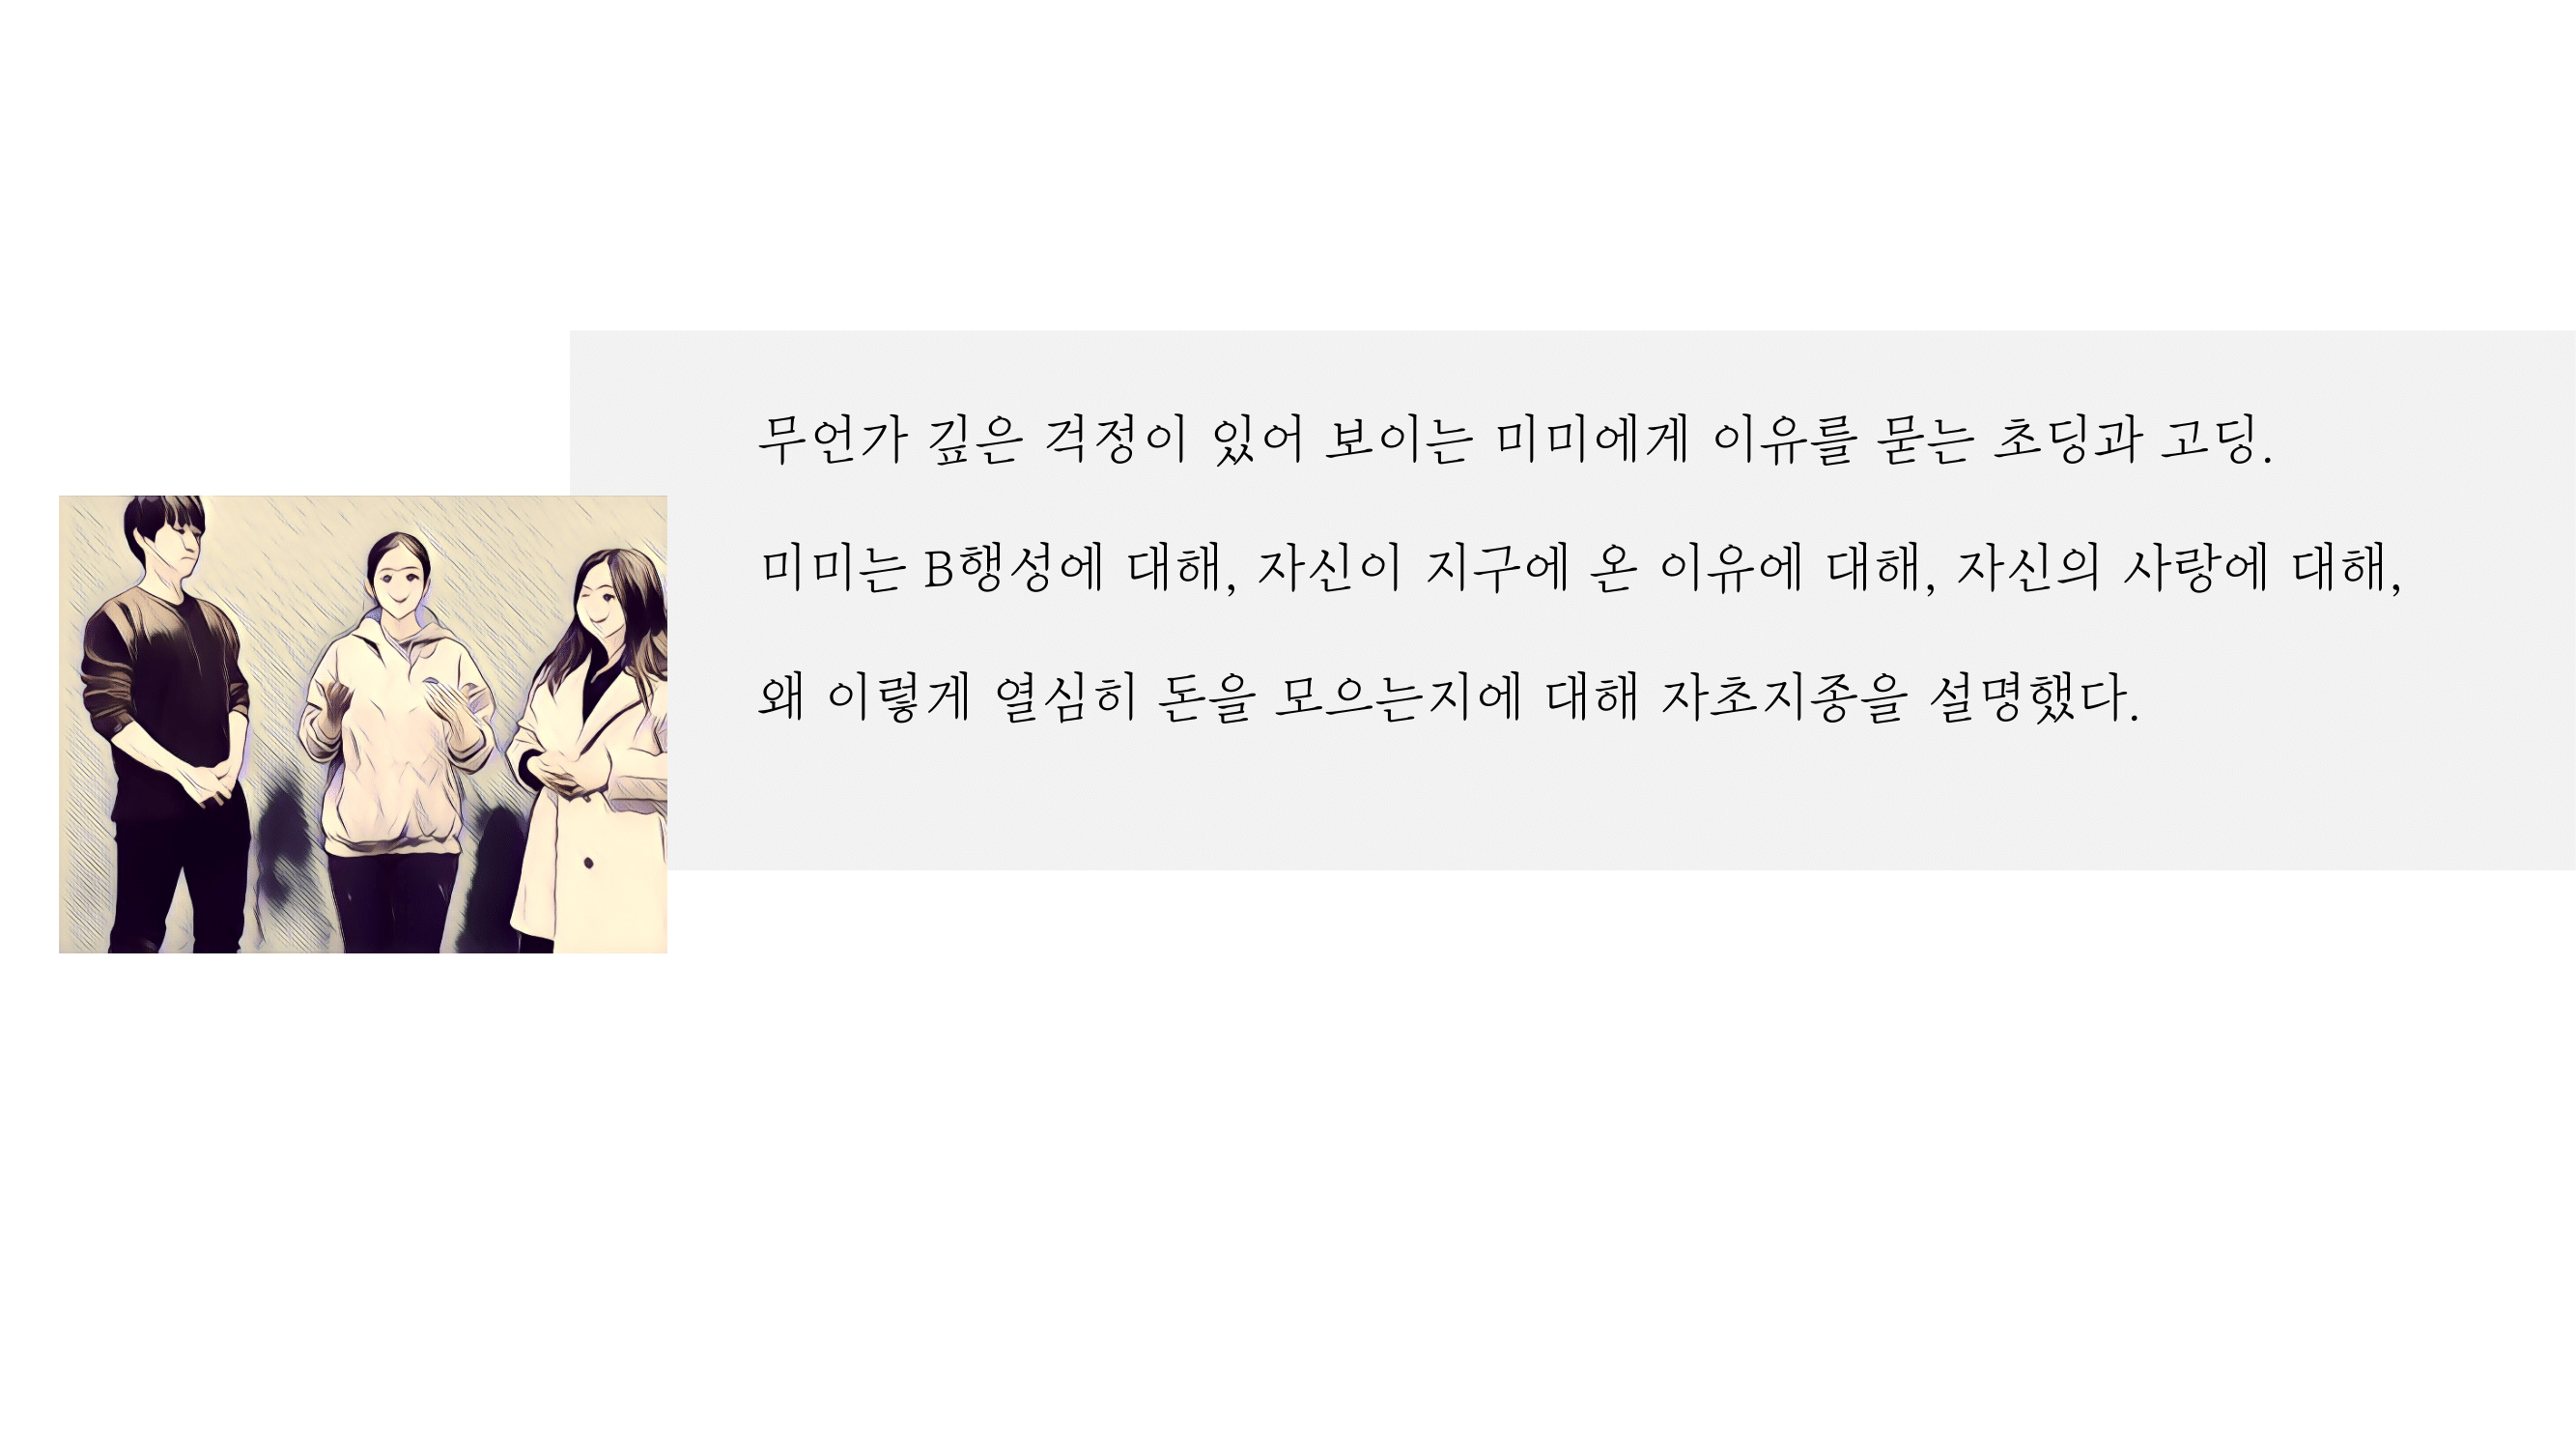 무언가 깊은 걱정이 있어 보이는 미미에게 이유를 묻는 초딩과 고딩.
미미는 B행성에 대해, 자신이 지구에 온 이유에 대해, 자신의 사랑에 대해,
왜 이렇게 열심히 돈을 모으는지에 대해 자초지종을 설명했다.